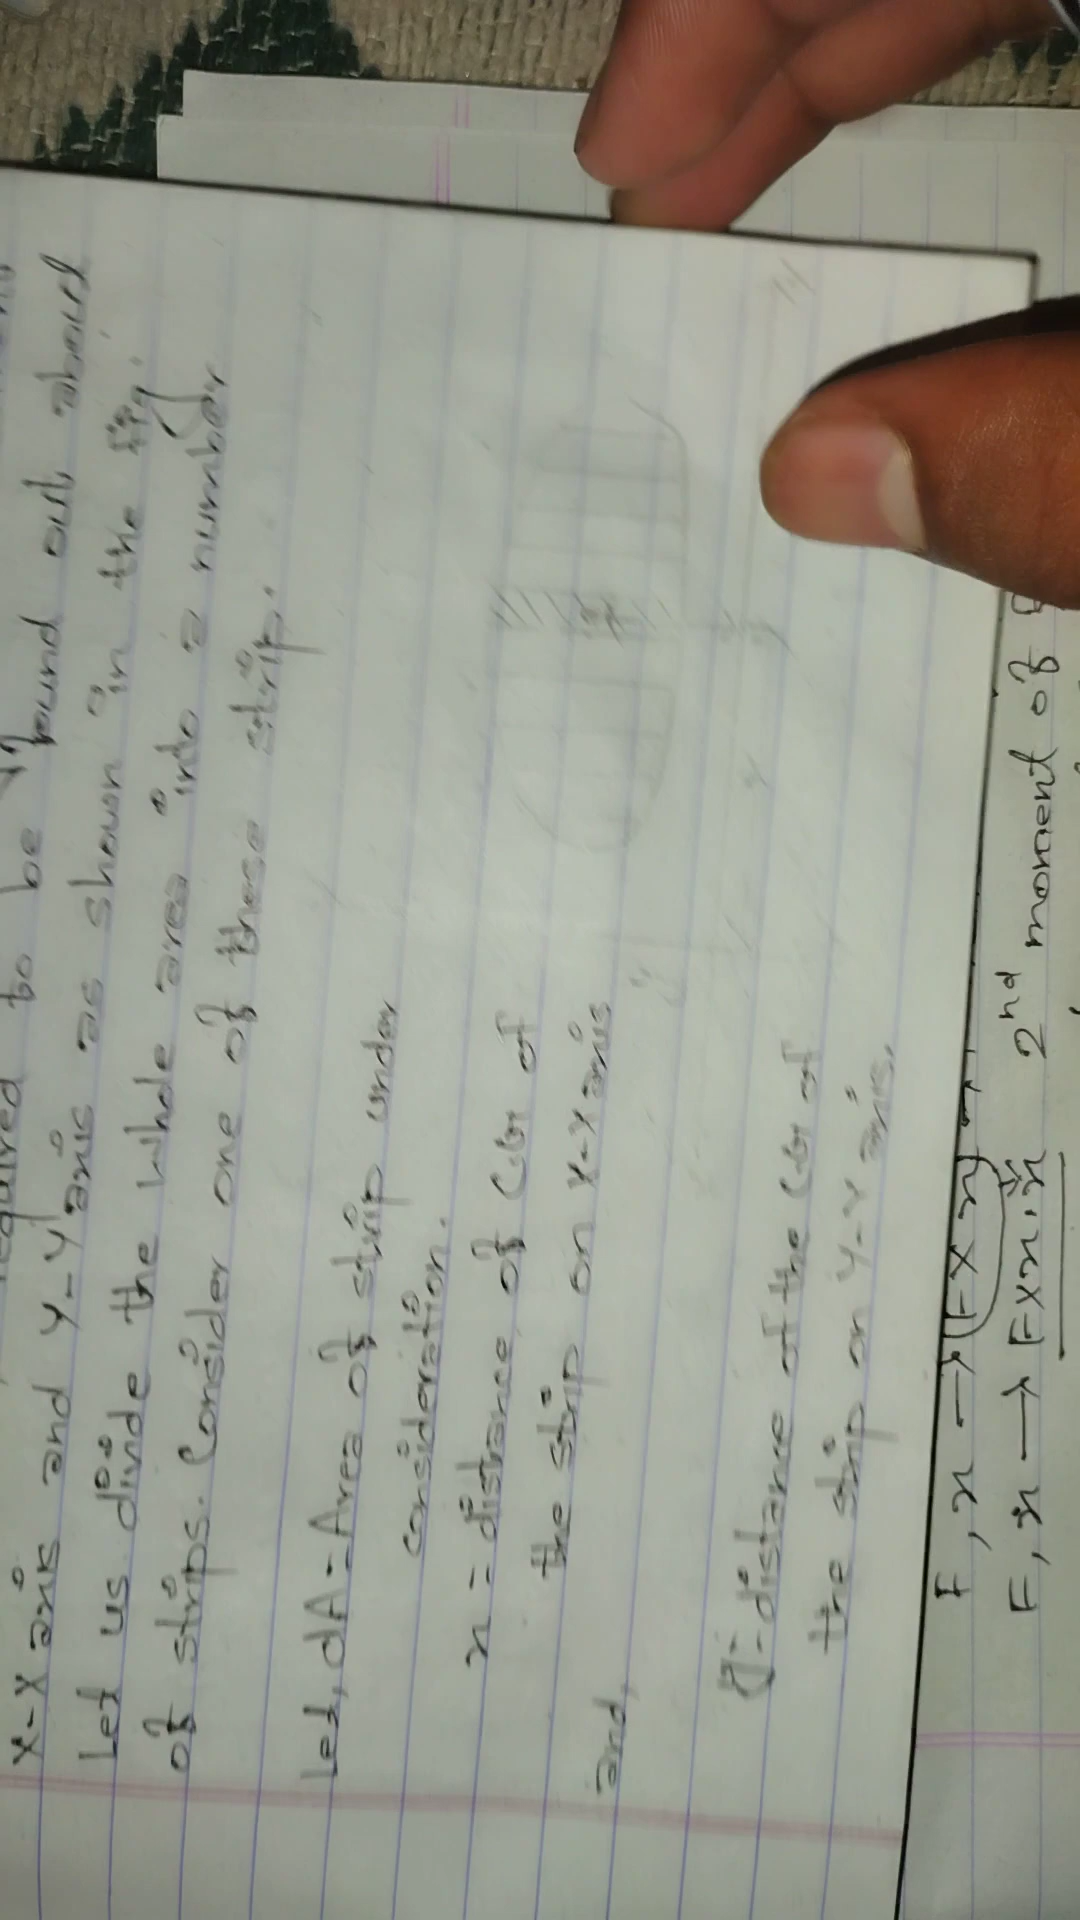 required to be found out, about
X-X axis and Y-Y axis as shown in the fig.
Let us divide the whole area into a number
of strips. Consider one of these strip.
Let, dA = Area of strip under
consideration.
x = distance of C.G of
the strip on X-X axis
and,
y = distance of the C.G of
the strip on Y-Y axis.
F, x → F × x
F, x → F × x . x 2nd moment of